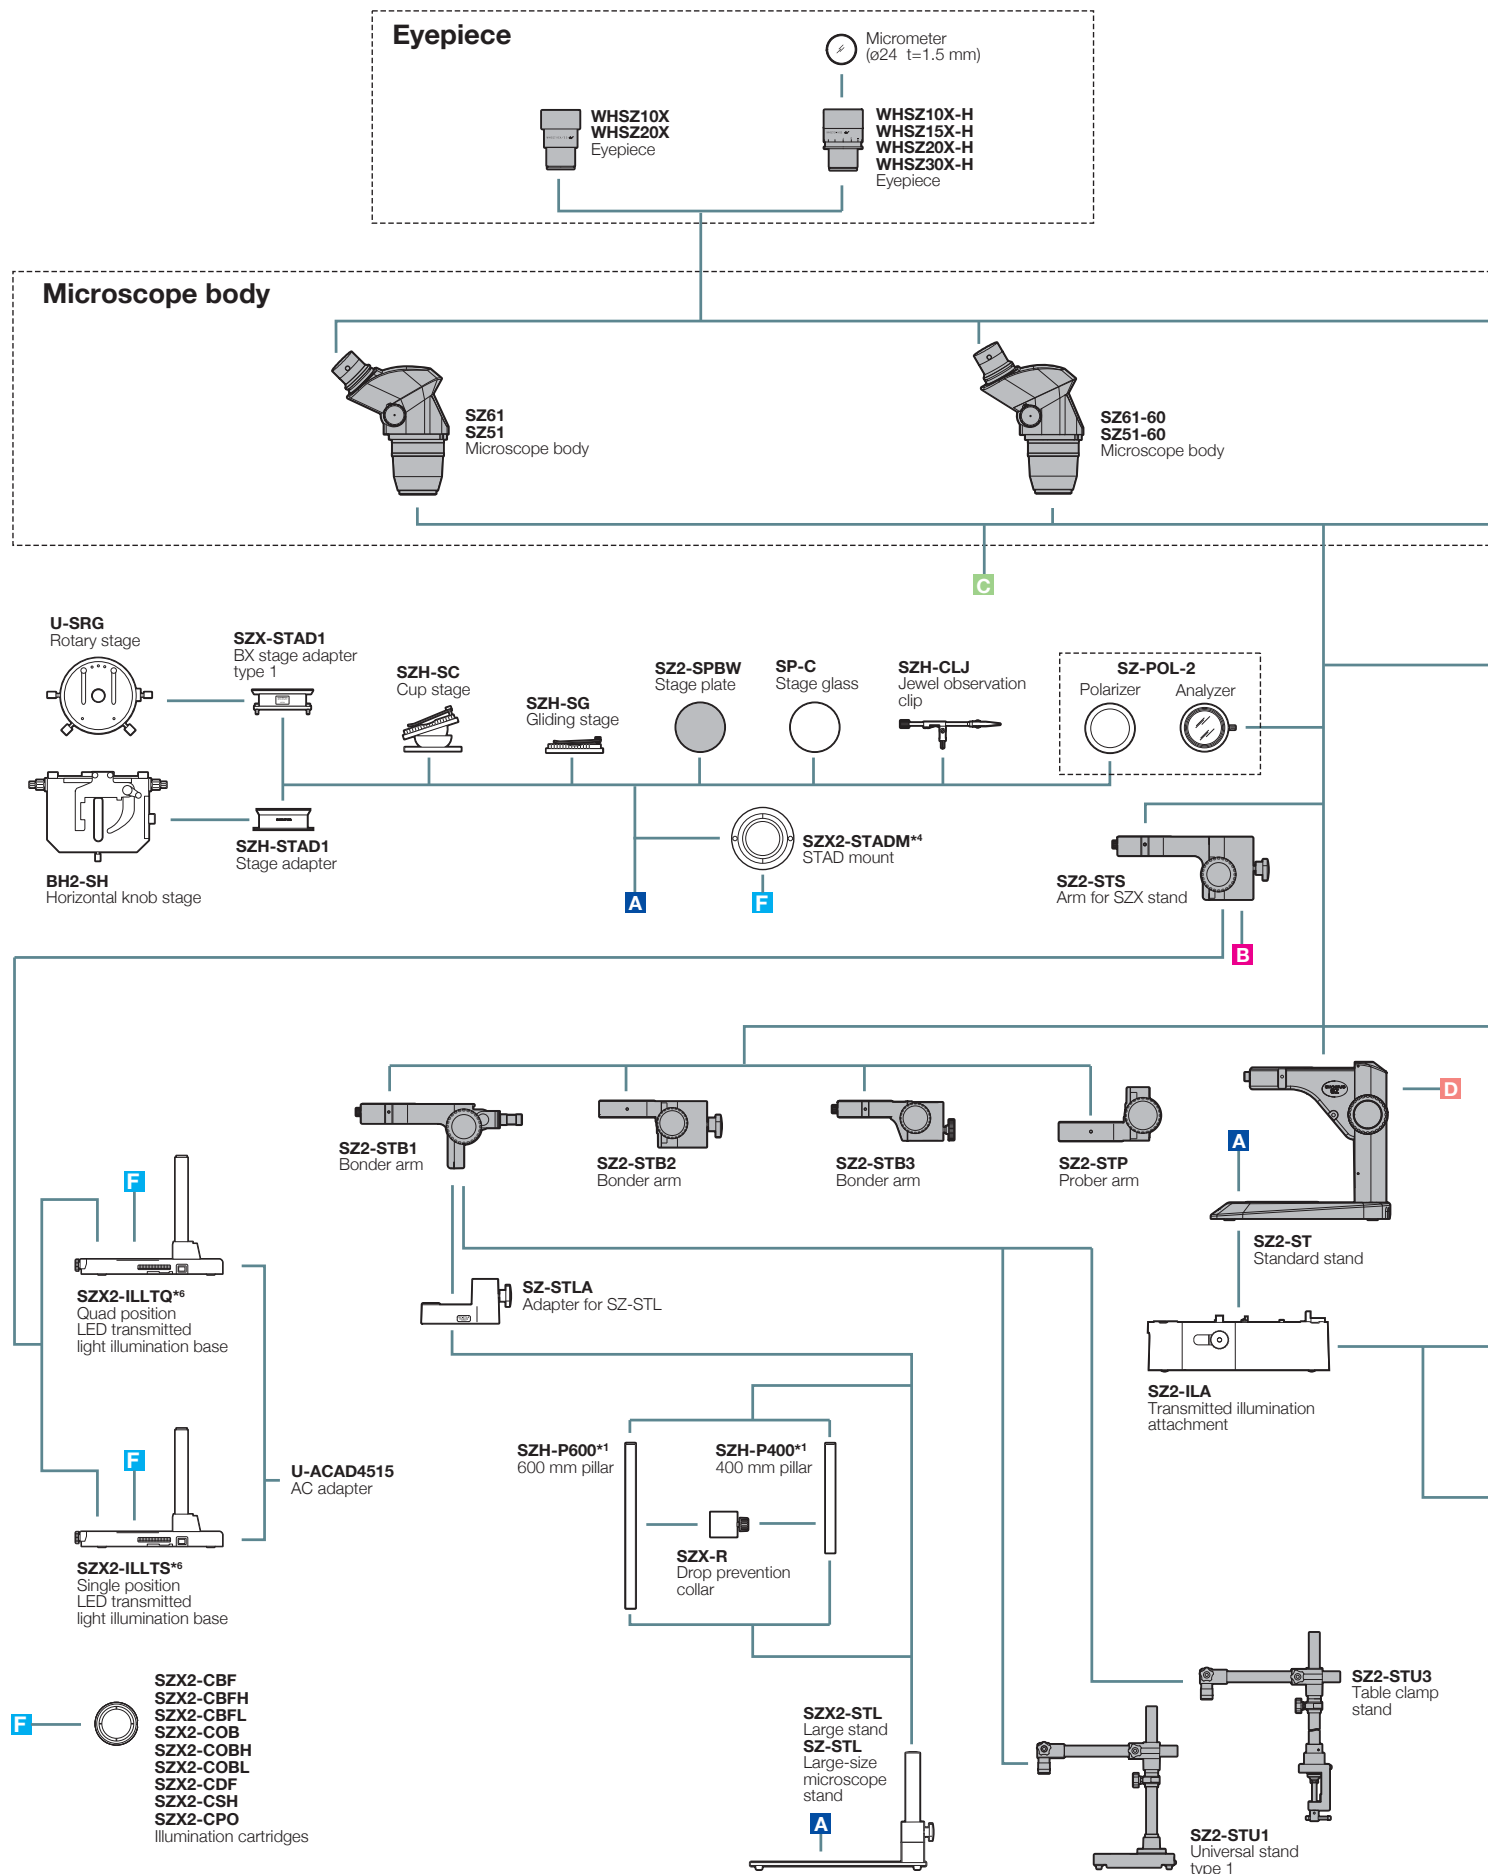 Eyepiece
Micrometer
(ø24 t=1.5 mm)
WHSZ10X
WHSZ20X
Eyepiece
WHSZ10X-H
WHSZ15X-H
WHSZ20X-H
WHSZ30X-H
Eyepiece
Microscope body
SZ61
SZ51
Microscope body
SZ61-60
SZ51-60
Microscope body
C
U-SRG
Rotary stage
SZX-STAD1
BX stage adapter
type 1
SZH-SC
Cup stage
SZH-SG
Gliding stage
SZ2-SPBW
Stage plate
SP-C
Stage glass
SZH-CLJ
Jewel observation
clip
SZ-POL-2
Polarizer
Analyzer
BH2-SH
Horizontal knob stage
SZH-STAD1
Stage adapter
SZX2-STADM*4
STAD mount
A
F
SZ2-STS
Arm for SZX stand
B
SZ2-STB1
Bonder arm
SZ2-STB2
Bonder arm
SZ2-STB3
Bonder arm
SZ2-STP
Prober arm
D
A
SZ2-ST
Standard stand
F
SZX2-ILLTQ*6
Quad position
LED transmitted
light illumination base
SZ-STLA
Adapter for SZ-STL
SZ2-ILA
Transmitted illumination
attachment
F
U-ACAD4515
AC adapter
SZH-P600*1
600 mm pillar
SZH-P400*1
400 mm pillar
SZX-R
Drop prevention
collar
SZX2-ILLTS*6
Single position
LED transmitted
light illumination base
F
SZX2-CBF
SZX2-CBFH
SZX2-CBFL
SZX2-COB
SZX2-COBH
SZX2-COBL
SZX2-CDF
SZX2-CSH
SZX2-CPO
Illumination cartridges
SZX2-STL
Large stand
SZ-STL
Large-size
microscope
stand
A
SZ2-STU3
Table clamp
stand
SZ2-STU1
Universal stand
type 1